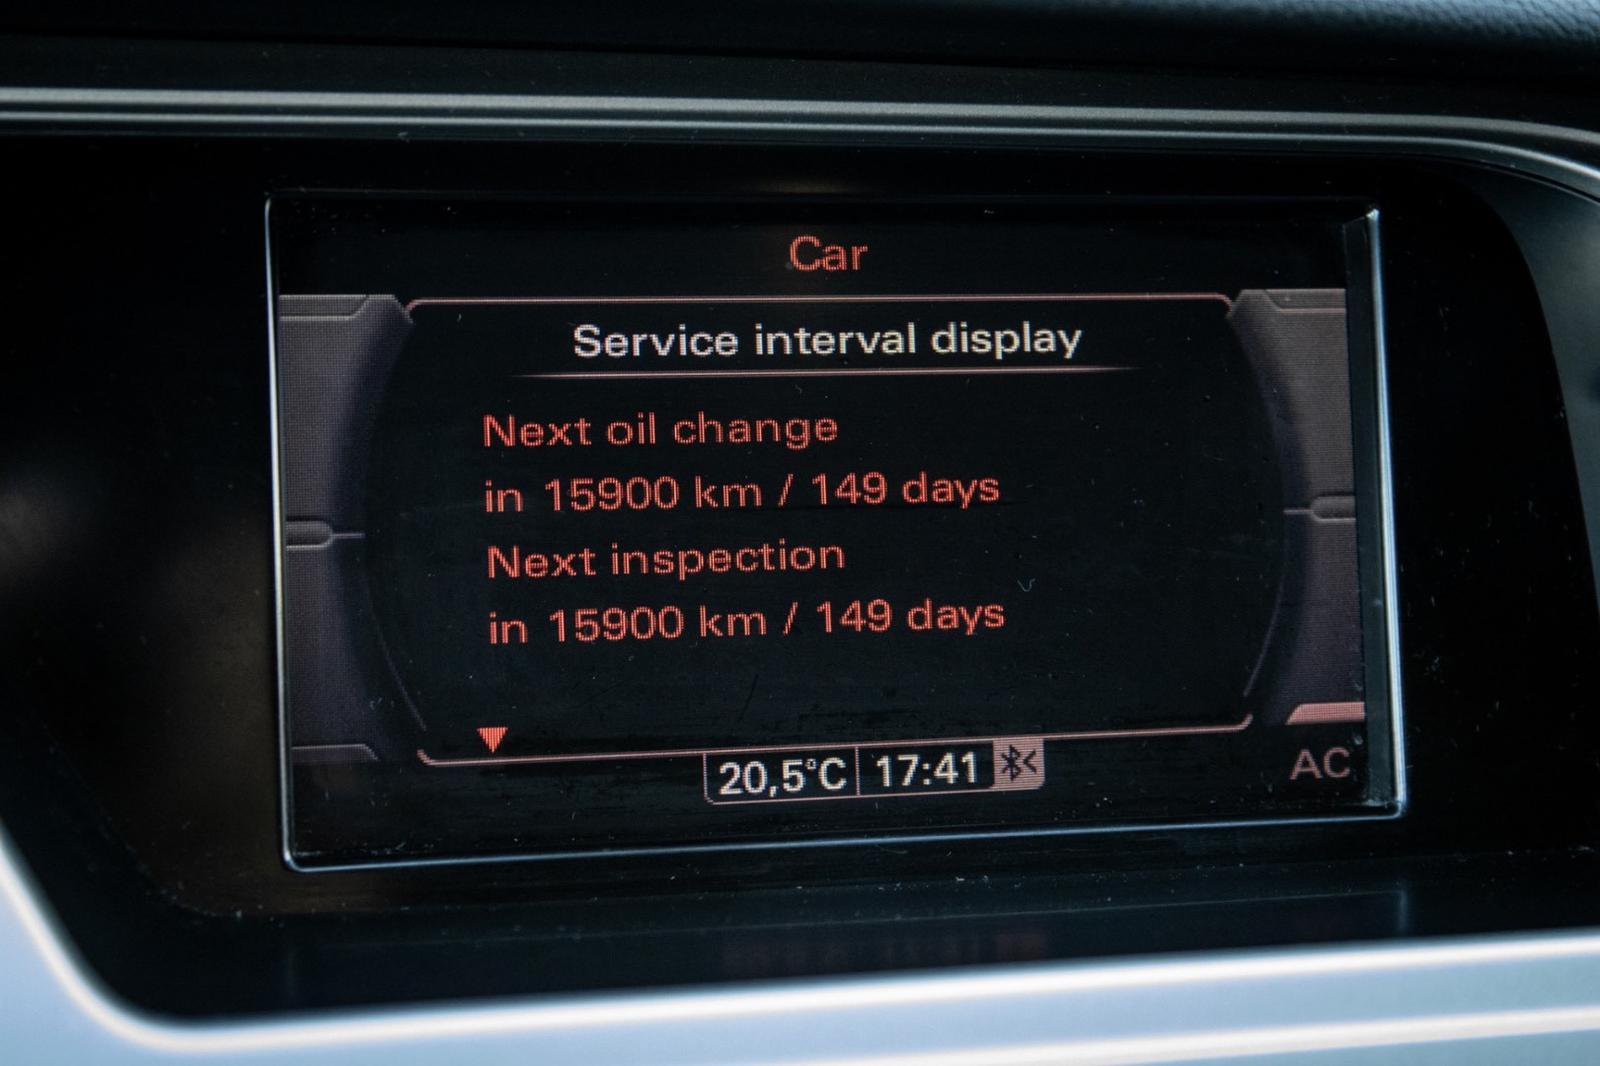 Car
Service interval display
Next oil change
in 15900 km / 149 days
Next inspection
in 15900 km / 149 days
20,5°C 17:41
AC